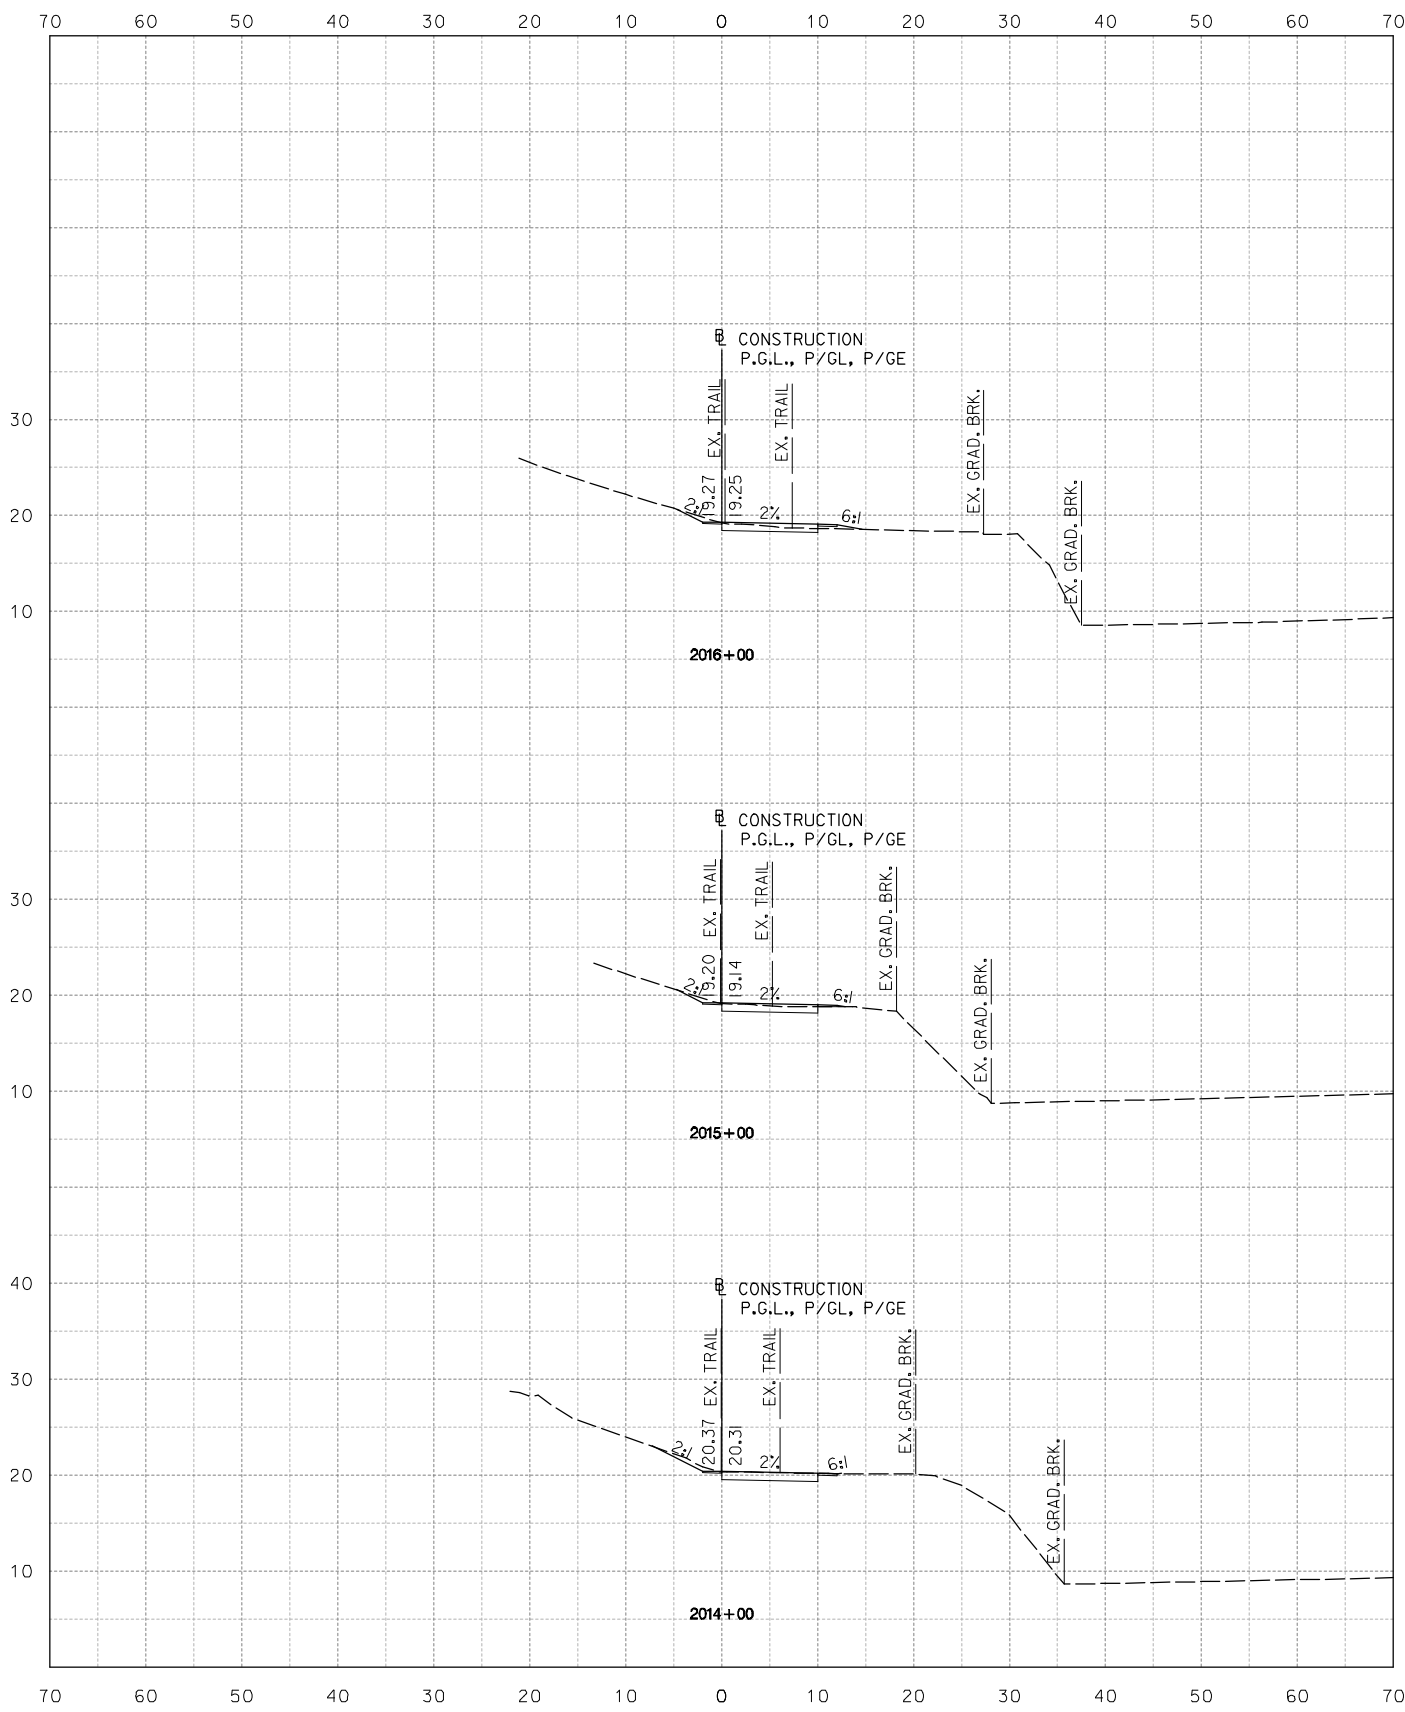 70 60 50 40 30 20 10 0 10 20 30 40 50 60 70
℄ CONSTRUCTION
P.G.L., P/GL, P/GE
EX. TRAIL
EX. TRAIL
EX. GRAD. BRK.
EX. GRAD. BRK.
30
20
10
19.27
19.25
2:1
2%
6:1
2016+00
℄ CONSTRUCTION
P.G.L., P/GL, P/GE
EX. TRAIL
EX. TRAIL
EX. GRAD. BRK.
EX. GRAD. BRK.
30
20
10
19.20
19.14
2:1
2%
6:1
2015+00
40
℄ CONSTRUCTION
P.G.L., P/GL, P/GE
EX. TRAIL
EX. TRAIL
EX. GRAD. BRK.
EX. GRAD. BRK.
30
20
10
20.37
20.31
2:1
2%
6:1
2014+00
70 60 50 40 30 20 10 0 10 20 30 40 50 60 70